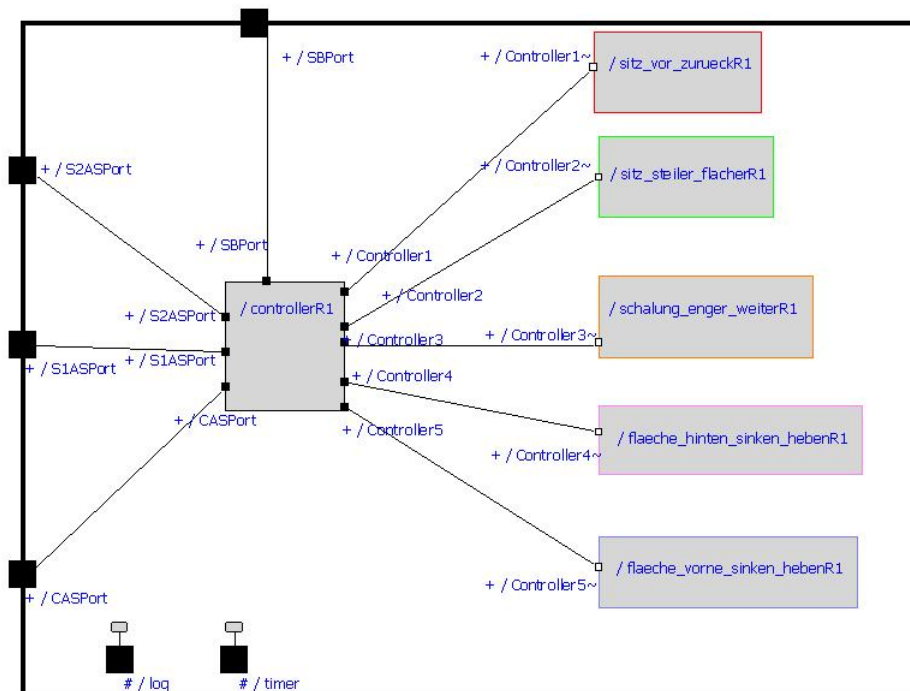 + / SBPort
+ / Controller1~
/ sitz_vor_zurueckR1
+ / S2ASPort
+ / Controller2~
/ sitz_steiler_flacherR1
+ / SBPort
+ / Controller1
+ / Controller2
/ controllerR1
/ schalung_enger_weiterR1
+ / S2ASPort
+ / Controller3
+ / Controller3~
+ / S1ASPort
+ / S1ASPort
+ / Controller4
+ / CASPort
+ / Controller5
/ flaeche_hinten_sinken_hebenR1
+ / Controller4~
/ flaeche_vorne_sinken_hebenR1
+ / Controller5~
+ / CASPort
# / log
# / timer